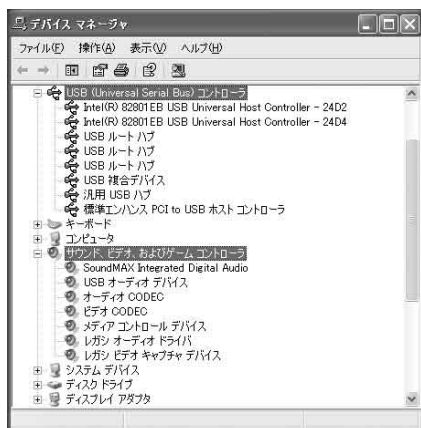 デバイス マネージャ
ファイル(F) 操作(A) 表示(V) ヘルプ(H)
USB (Universal Serial Bus) コントローラ
Intel(R) 82801EB USB Universal Host Controller - 24D2
Intel(R) 82801EB USB Universal Host Controller - 24D4
USB ルート ハブ
USB ルート ハブ
USB ルート ハブ
USB 複合デバイス
汎用 USB ハブ
標準エンハンス PCI to USB ホスト コントローラ
キーボード
コンピュータ
サウンド、ビデオ、およびゲーム コントローラ
SoundMAX Integrated Digital Audio
USB オーディオ デバイス
オーディオ CODEC
ビデオ CODEC
メディア コントロール デバイス
レガシ オーディオ ドライバ
レガシ ビデオ キャプチャ デバイス
システム デバイス
ディスク ドライブ
ディスプレイ アダプタ